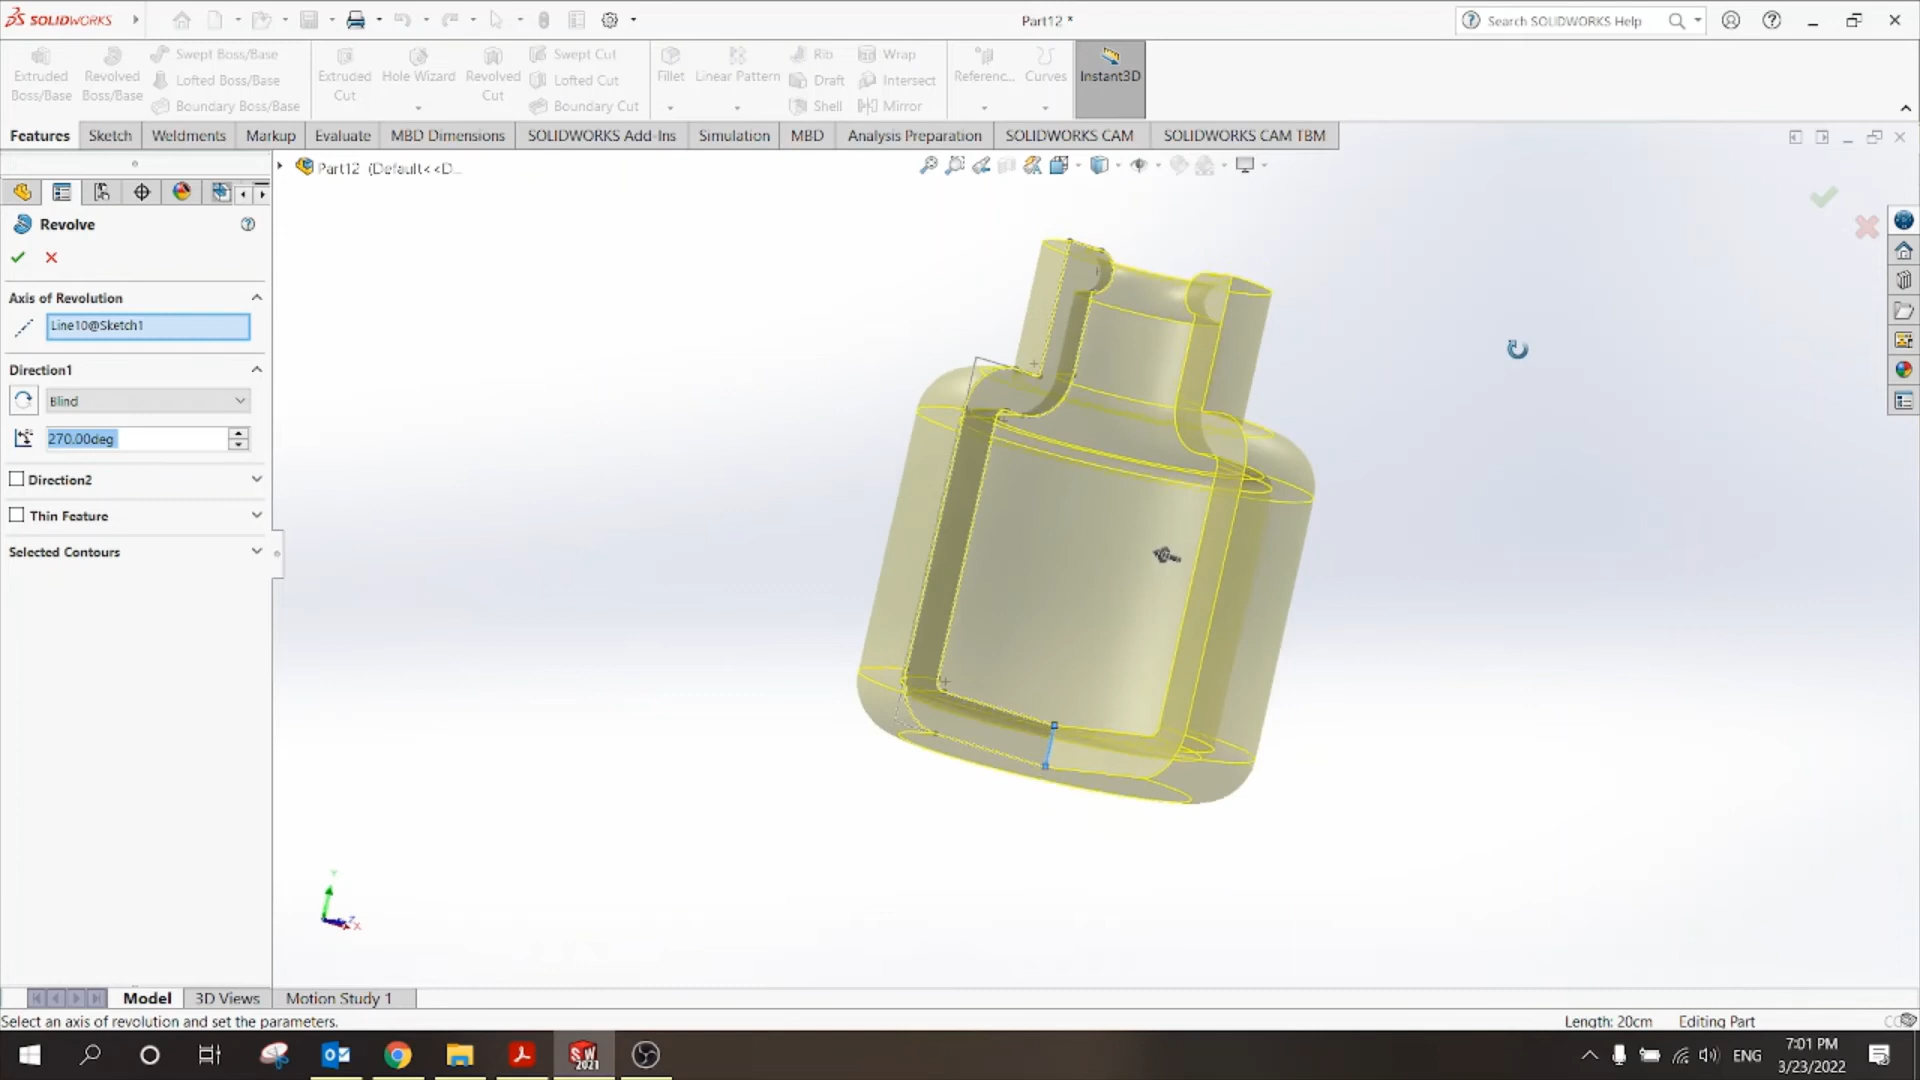 SOLIDWORKS
Part12 *
Search SOLIDWORKS Help
Extruded Boss/Base
Revolved Boss/Base
Swept Boss/Base
Lofted Boss/Base
Boundary Boss/Base
Extruded Cut
Hole Wizard
Revolved Cut
Swept Cut
Lofted Cut
Boundary Cut
Fillet
Linear Pattern
Rib
Draft
Shell
Wrap
Intersect
Mirror
Referenc...
Curves
Instant3D
Features
Sketch
Weldments
Markup
Evaluate
MBD Dimensions
SOLIDWORKS Add-Ins
Simulation
MBD
Analysis Preparation
SOLIDWORKS CAM
SOLIDWORKS CAM TBM
Part12 (Default<<D...
Revolve
Axis of Revolution
Line10@Sketch1
Direction1
Blind
270.00deg
Direction2
Thin Feature
Selected Contours
Y
Z
X
Model
3D Views
Motion Study 1
Select an axis of revolution and set the parameters.
Length: 20cm
Editing Part
SW
2021
ENG
7:01 PM
3/23/2022